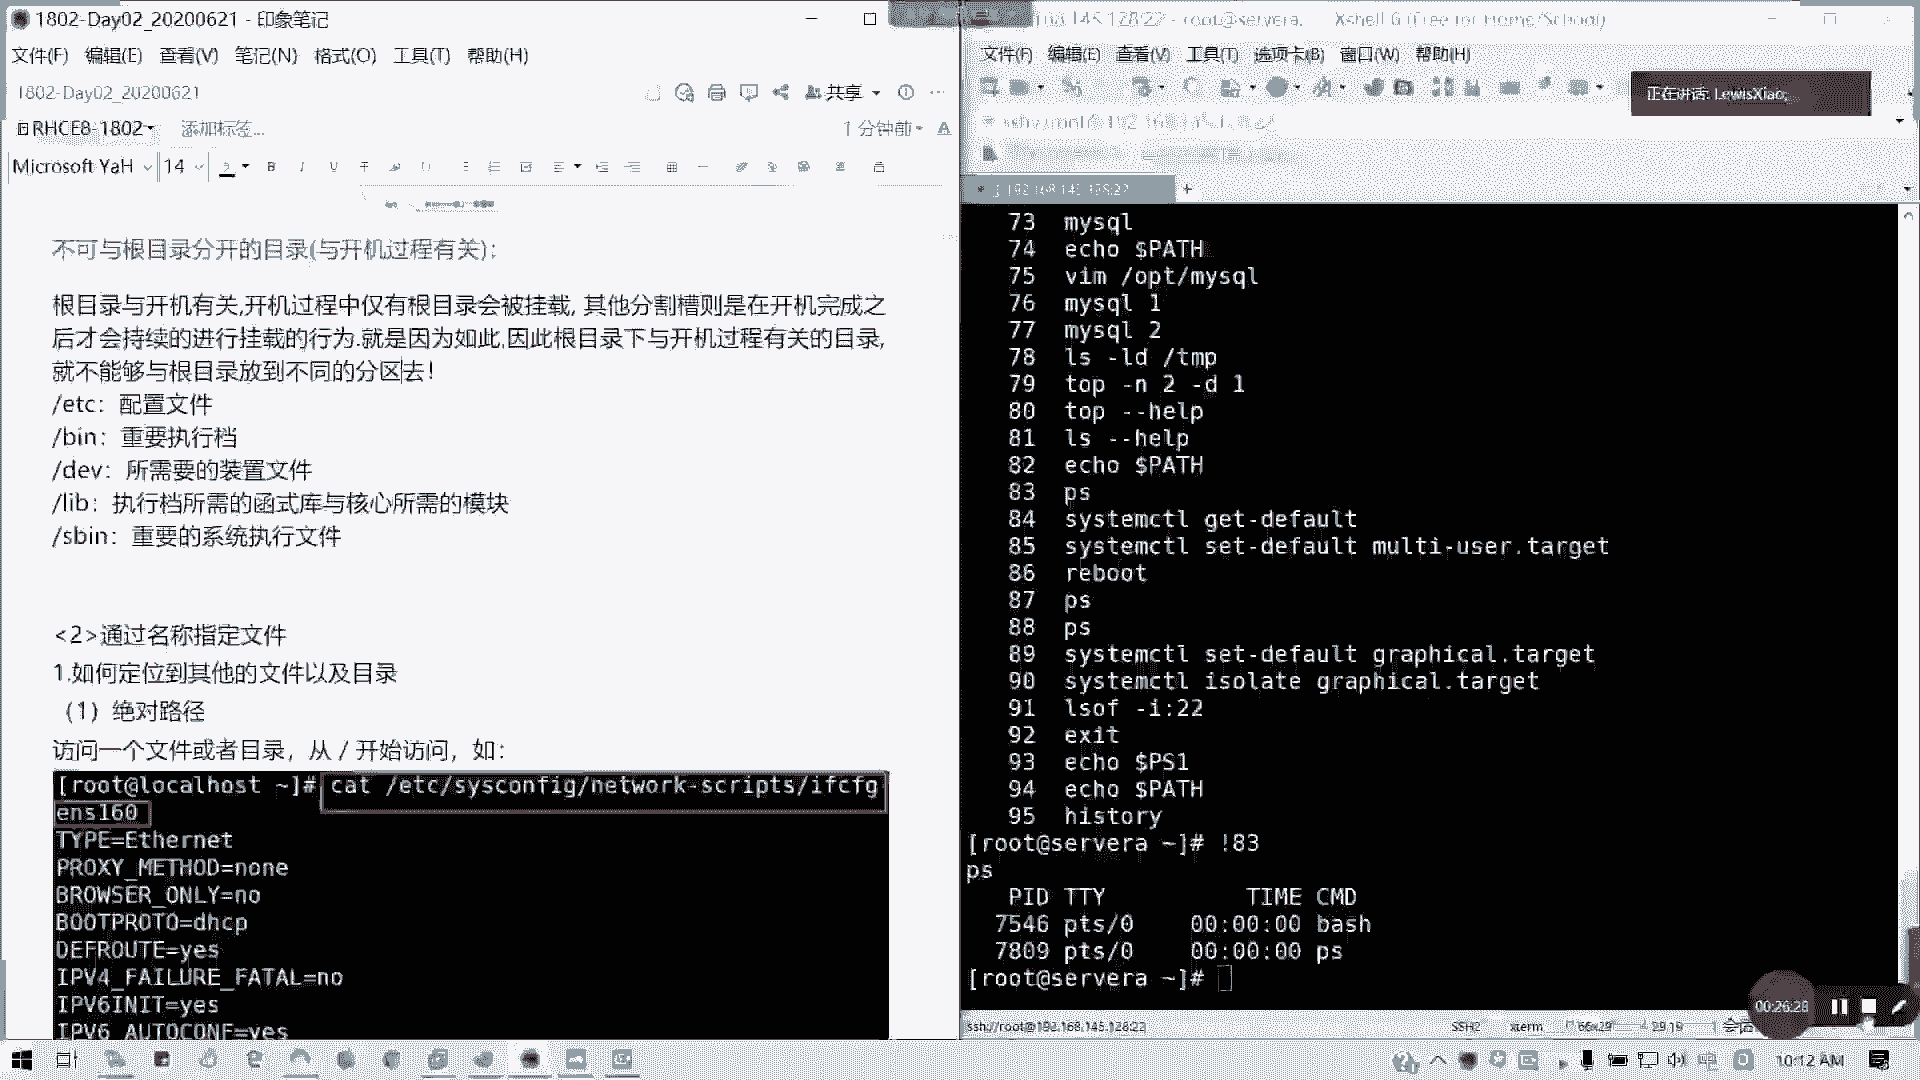 1802-Day02_20200621 - 印象笔记
文件(F) 编辑(E) 查看(V) 笔记(N) 格式(O) 工具(T) 帮助(H)
1802-Day02_20200621
共享
RHCE8-1802 添加标签...
1 分钟前
Microsoft YaH 14
不可与根目录分开的目录(与开机过程有关):
根目录与开机有关,开机过程中仅有根目录会被挂载, 其他分割槽则是在开机完成之
后才会持续的进行挂载的行为.就是因为如此,因此根目录下与开机过程有关的目录,
就不能够与根目录放到不同的分区去!
/etc: 配置文件
/bin: 重要执行档
/dev: 所需要的装置文件
/lib: 执行档所需的函式库与核心所需的模块
/sbin: 重要的系统执行文件
<2>通过名称指定文件
1.如何定位到其他的文件以及目录
（1）绝对路径
访问一个文件或者目录，从 / 开始访问，如：
[root@localhost ~]# cat /etc/sysconfig/network-scripts/ifcfg
ens160
TYPE=Ethernet
PROXY_METHOD=none
BROWSER_ONLY=no
BOOTPROTO=dhcp
DEFROUTE=yes
IPV4_FAILURE_FATAL=no
IPV6INIT=yes
IPV6_AUTOCONF=yes
145.128:22 - root@servera: Xshell 6 (Free for Home/School)
文件(F) 编辑(E) 查看(V) 工具(T) 选项卡(B) 窗口(W) 帮助(H)
正在讲话: LewisXiao;
73 mysql
74 echo $PATH
75 vim /opt/mysql
76 mysql 1
77 mysql 2
78 ls -ld /tmp
79 top -n 2 -d 1
80 top --help
81 ls --help
82 echo $PATH
83 ps
84 systemctl get-default
85 systemctl set-default multi-user.target
86 reboot
87 ps
88 ps
89 systemctl set-default graphical.target
90 systemctl isolate graphical.target
91 lsof -i:22
92 exit
93 echo $PS1
94 echo $PATH
95 history
[root@servera ~]# !83
ps
PID TTY TIME CMD
7546 pts/0 00:00:00 bash
7809 pts/0 00:00:00 ps
[root@servera ~]#
00:26:28
ssh://root@192.168.145.128:22 SSH2 xterm 66x29 29,19
10:12 AM